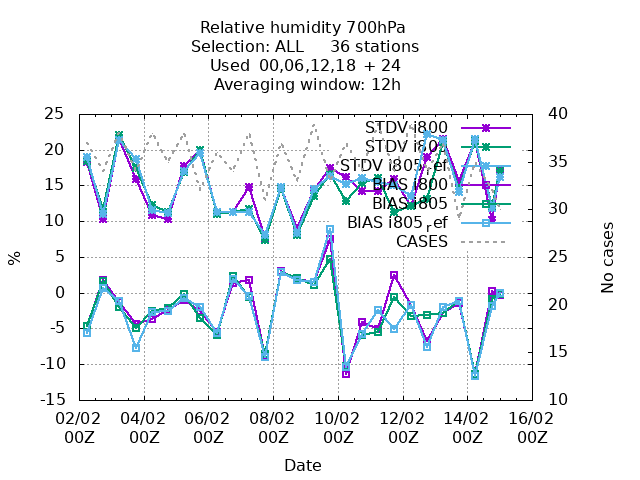 Relative humidity 700hPa
Selection: ALL 36 stations
Used 00,06,12,18 + 24
Averaging window: 12h
25
20
15
10
5
0
-5
-10
-15
%
40
35
30
25
20
15
10
No cases
STDV i800
STDV i805
STDV i805_ref
BIAS i800
BIAS i805
BIAS i805_ref
CASES
02/02 04/02 06/02 08/02 10/02 12/02 14/02 16/02
00Z 00Z 00Z 00Z 00Z 00Z 00Z 00Z
Date